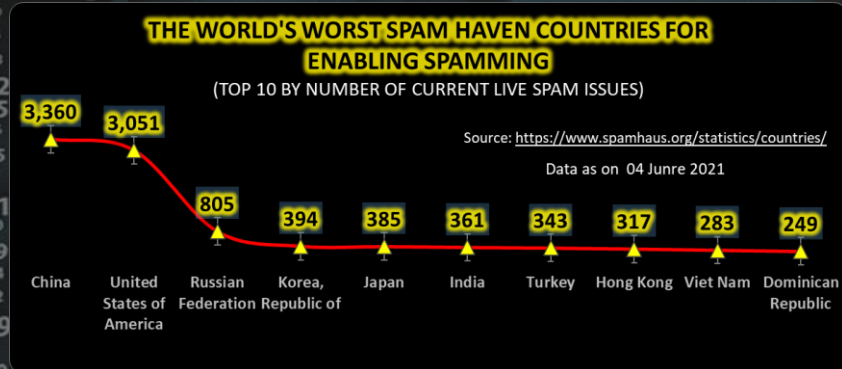 THE WORLD'S WORST SPAM HAVEN COUNTRIES FOR
ENABLING SPAMMING
(TOP 10 BY NUMBER OF CURRENT LIVE SPAM ISSUES)
Source: https://www.spamhaus.org/statistics/countries/
Data as on 04 Junre 2021
3,360
3,051
805
394
385
361
343
317
283
249
China
United
States of
America
Russian
Federation
Korea,
Republic of
Japan
India
Turkey
Hong Kong
Viet Nam
Dominican
Republic